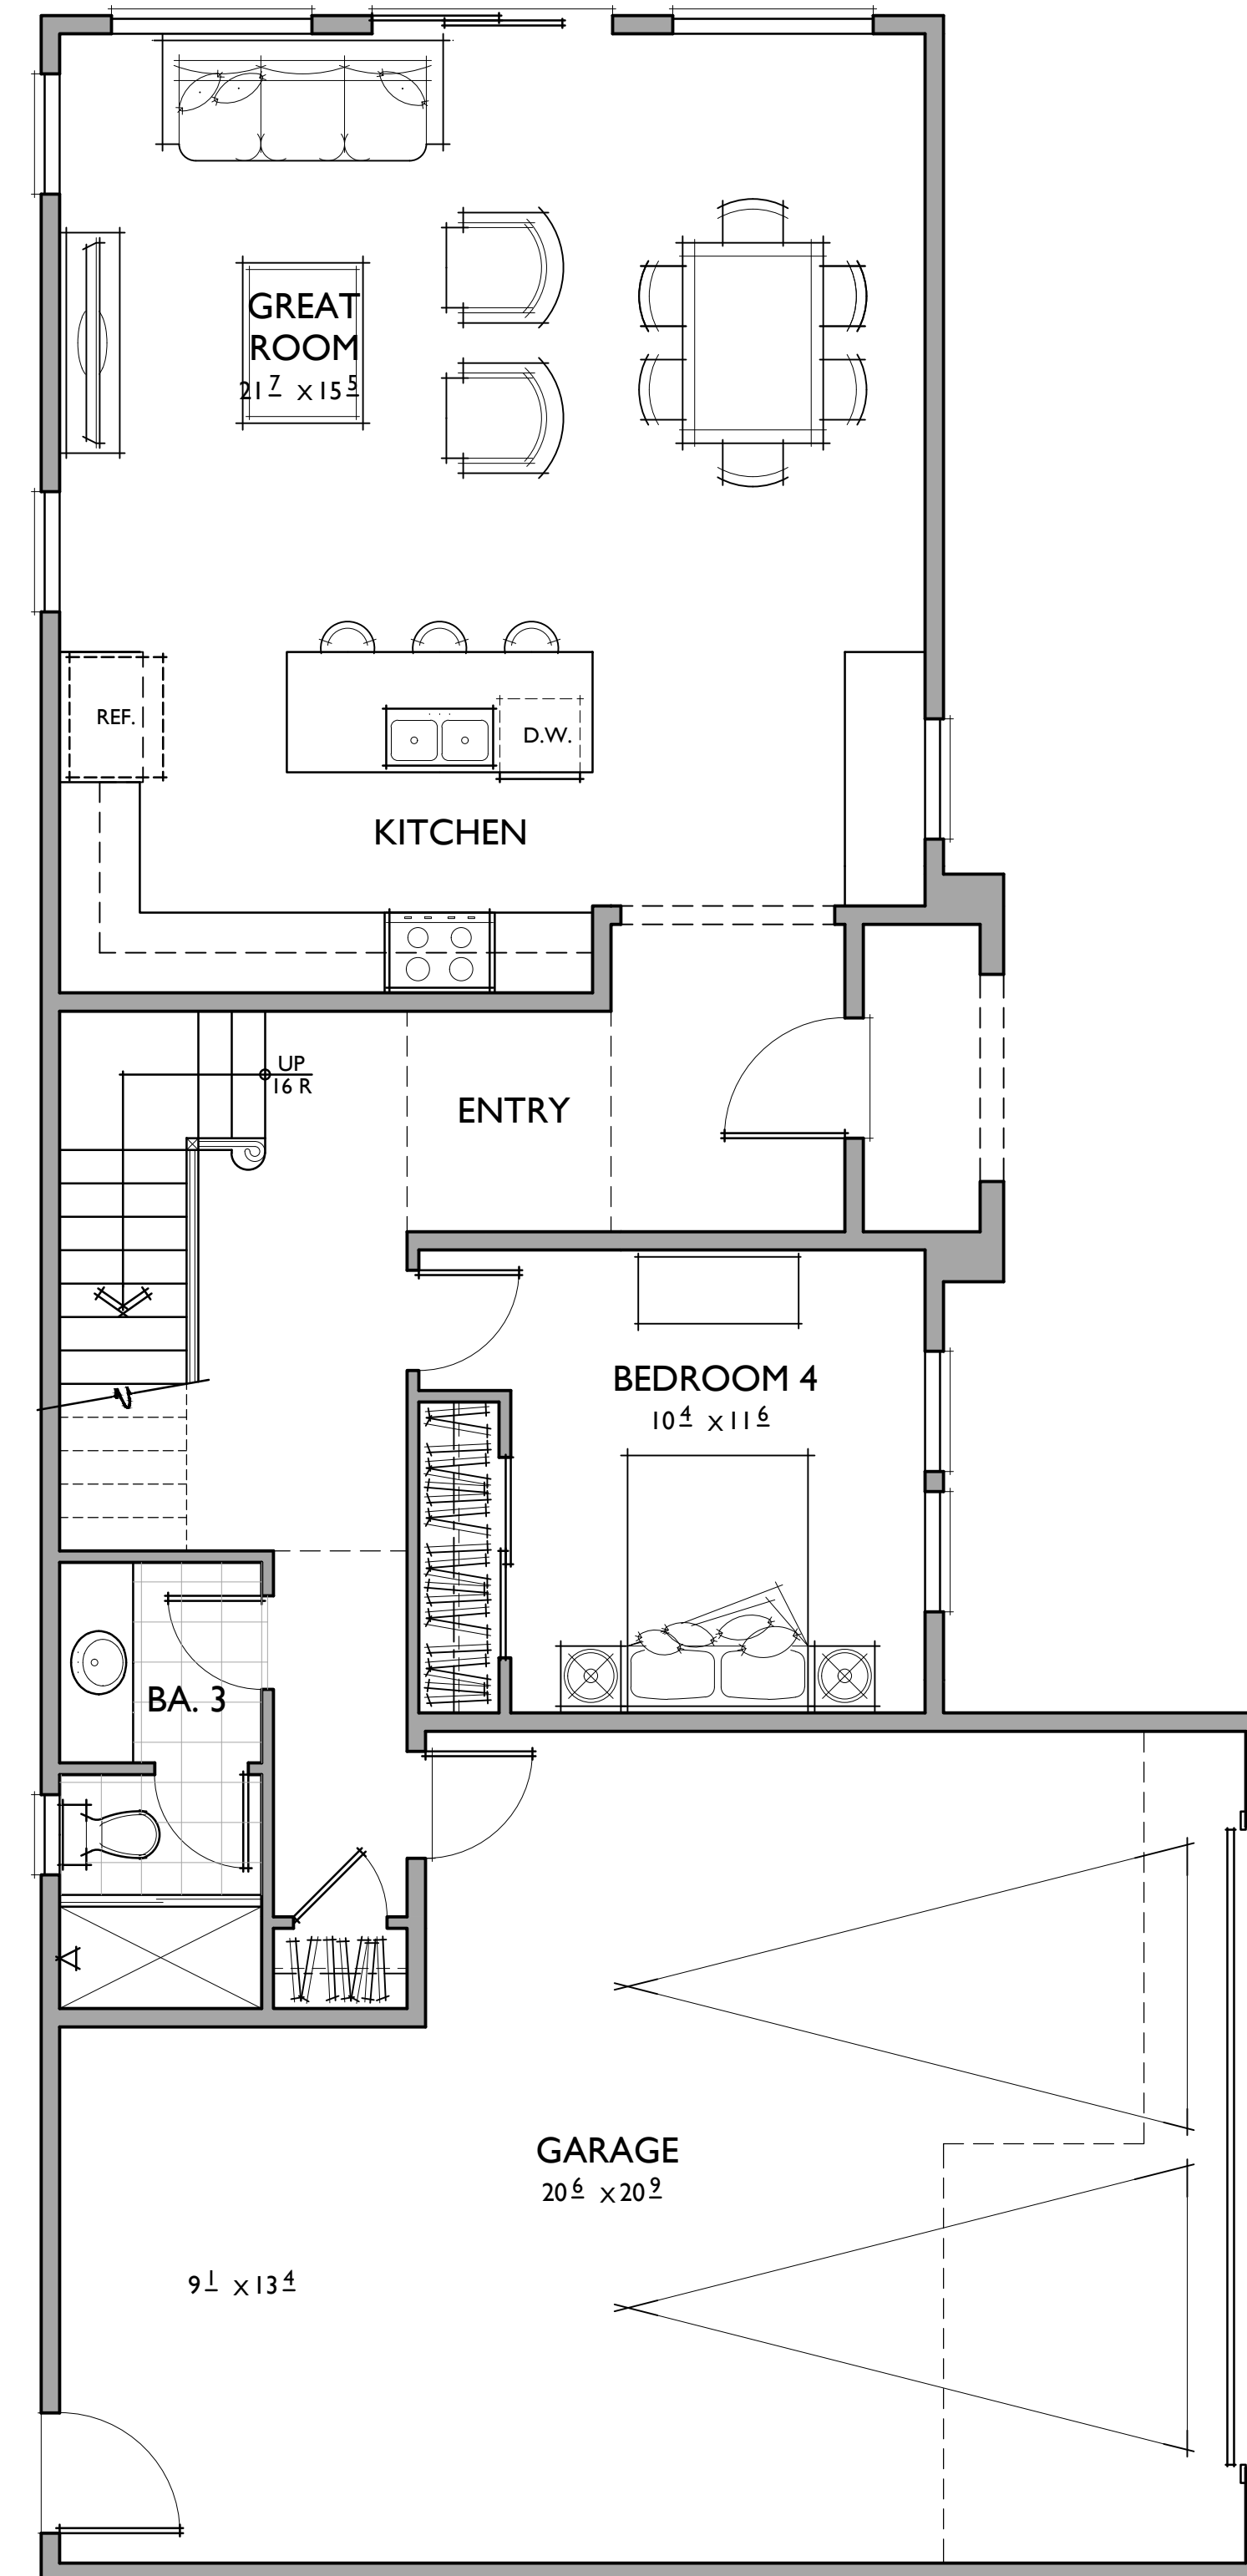 GREAT
ROOM
21 7 X 15 5
REF.
D.W.
KITCHEN
UP
16 R
ENTRY
BEDROOM 4
10 4 X 11 6
BA. 3
GARAGE
20 6 X 20 9
9 1 X 13 4